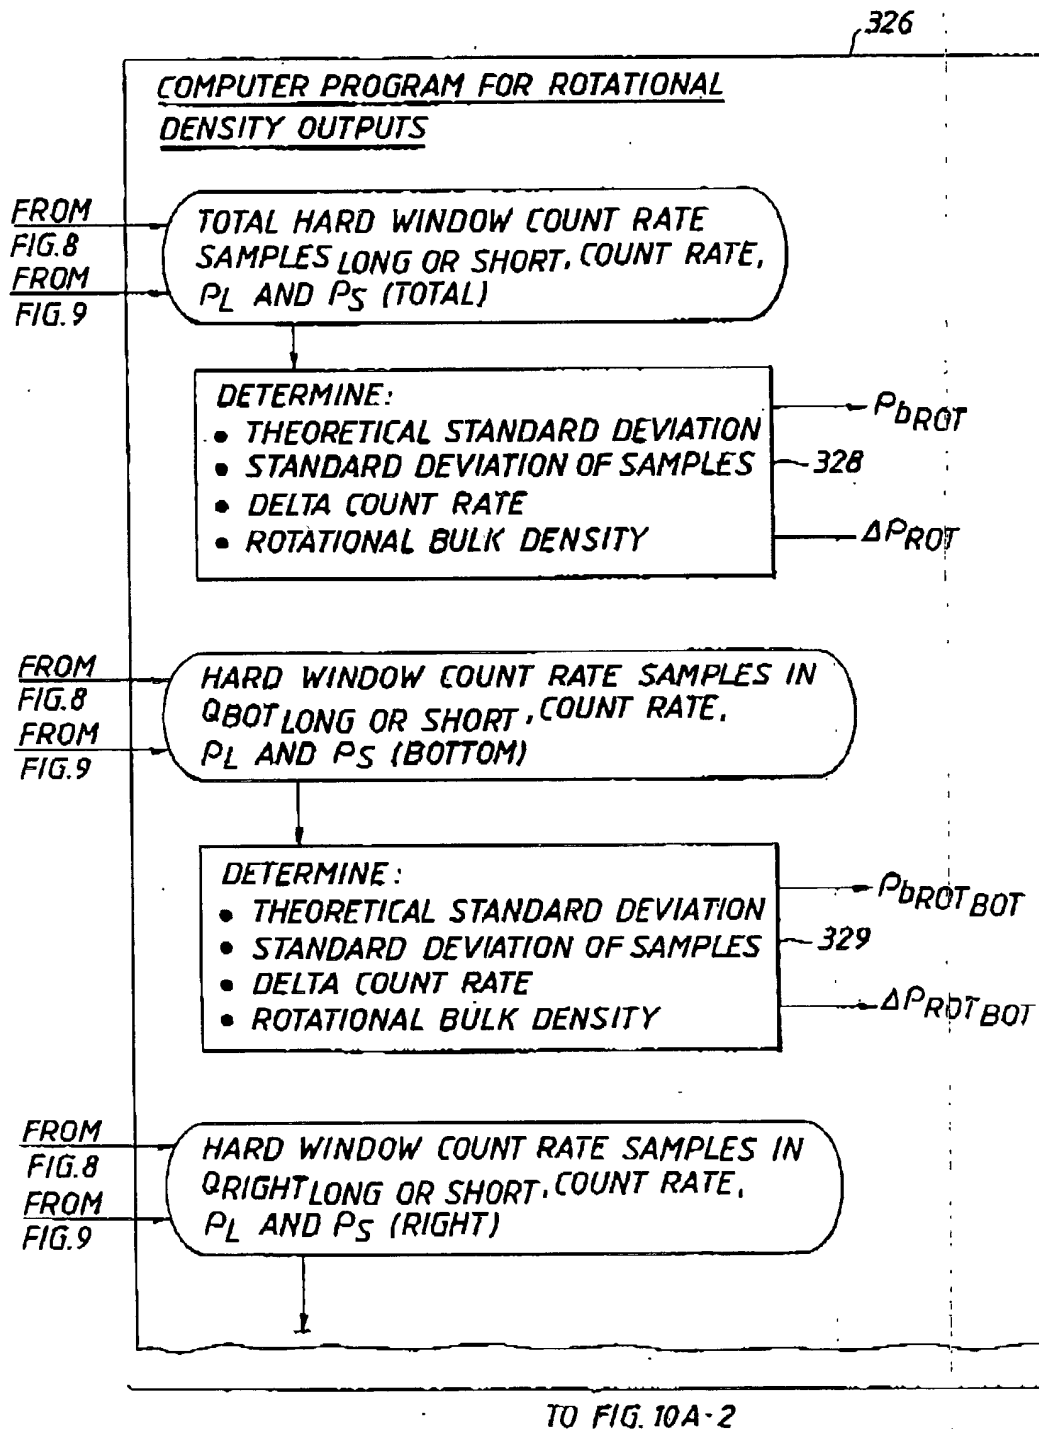 326
COMPUTER PROGRAM FOR ROTATIONAL
DENSITY OUTPUTS
FROM
FIG.8
FROM
FIG.9
TOTAL HARD WINDOW COUNT RATE
SAMPLES LONG OR SHORT, COUNT RATE,
ρL AND ρS (TOTAL)
DETERMINE:
• THEORETICAL STANDARD DEVIATION
• STANDARD DEVIATION OF SAMPLES
• DELTA COUNT RATE
• ROTATIONAL BULK DENSITY
ρbROT
328
ΔρROT
FROM
FIG.8
FROM
FIG.9
HARD WINDOW COUNT RATE SAMPLES IN
QBOT LONG OR SHORT, COUNT RATE,
ρL AND ρS (BOTTOM)
DETERMINE:
• THEORETICAL STANDARD DEVIATION
• STANDARD DEVIATION OF SAMPLES
• DELTA COUNT RATE
• ROTATIONAL BULK DENSITY
ρbROTBOT
329
ΔρROTBOT
FROM
FIG.8
FROM
FIG.9
HARD WINDOW COUNT RATE SAMPLES IN
QRIGHT LONG OR SHORT, COUNT RATE,
ρL AND ρS (RIGHT)
TO FIG. 10A-2